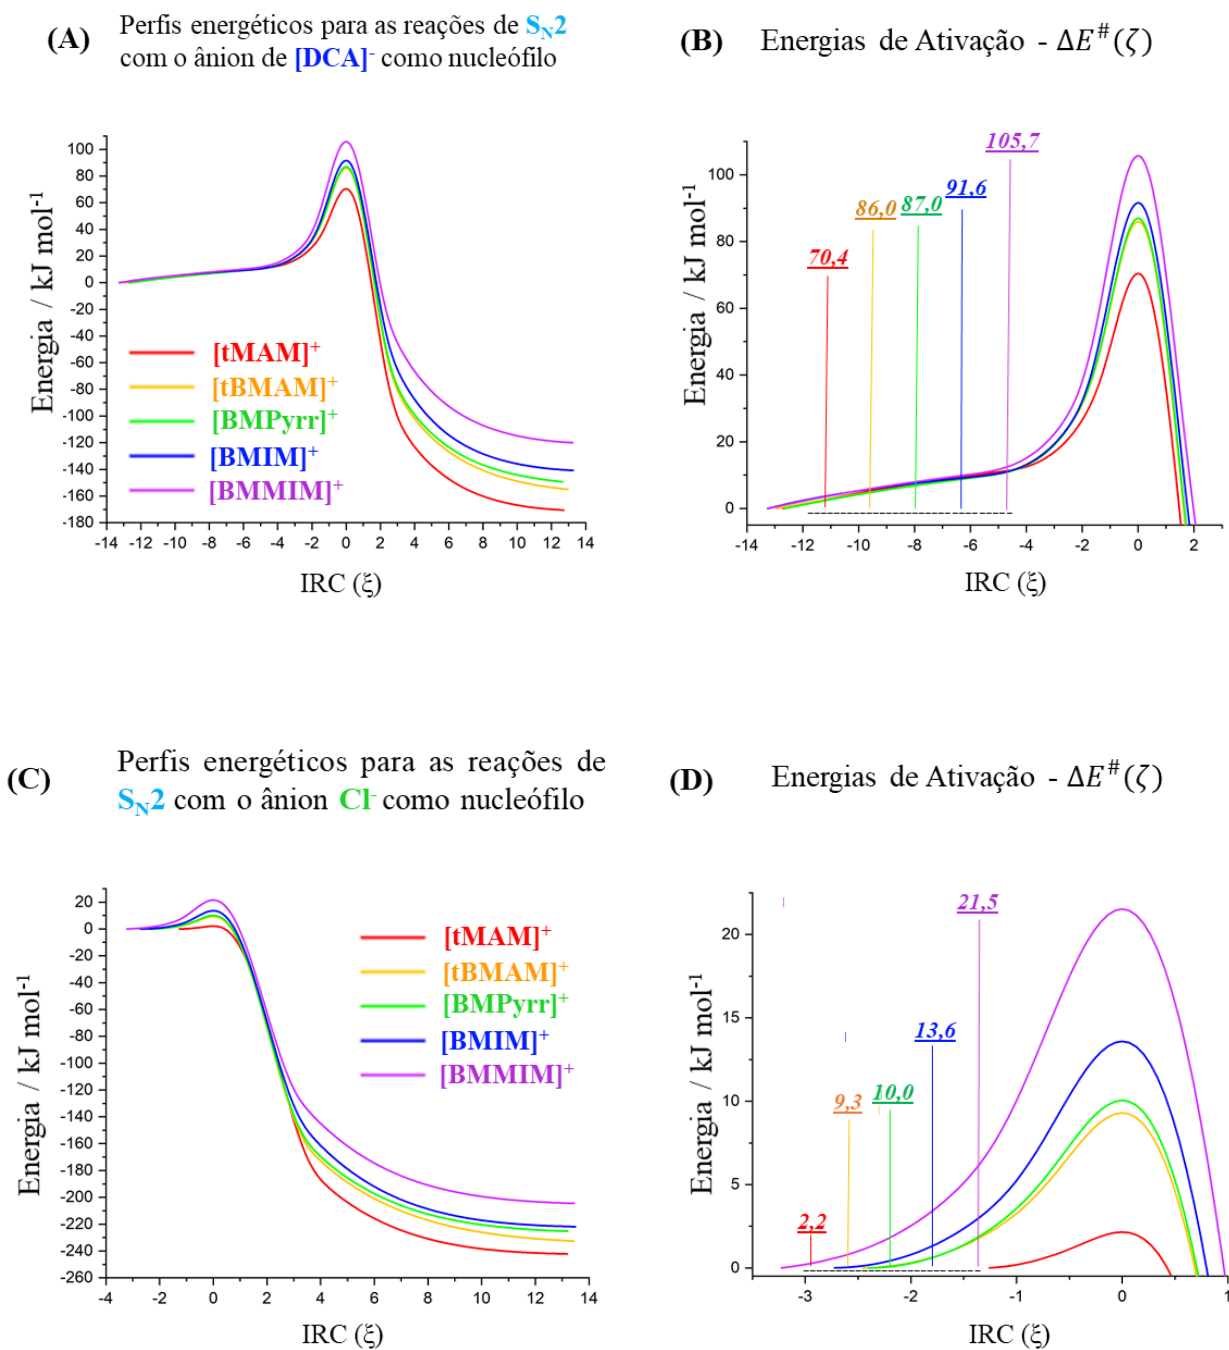 (A)
Perfis energéticos para as reações de S_N2
com o ânion de [DCA]⁻ como nucleófilo
Energia / kJ mol⁻¹
100
80
60
40
20
0
-20
-40
-60
-80
-100
-120
-140
-160
-180
[tMAM]⁺
[tBMAM]⁺
[BMPyrr]⁺
[BMIM]⁺
[BMMIM]⁺
-14 -12 -10 -8 -6 -4 -2 0 2 4 6 8 10 12 14
IRC (ξ)
(B)
Energias de Ativação - ΔE^#(ζ)
Energia / kJ mol⁻¹
100
80
60
40
20
0
70,4
86,0
87,0
91,6
105,7
-14 -12 -10 -8 -6 -4 -2 0 2
IRC (ξ)
(C)
Perfis energéticos para as reações de
S_N2 com o ânion Cl⁻ como nucleófilo
Energia / kJ mol⁻¹
20
0
-20
-40
-60
-80
-100
-120
-140
-160
-180
-200
-220
-240
-260
[tMAM]⁺
[tBMAM]⁺
[BMPyrr]⁺
[BMIM]⁺
[BMMIM]⁺
-4 -2 0 2 4 6 8 10 12 14
IRC (ξ)
(D)
Energias de Ativação - ΔE^#(ζ)
Energia / kJ mol⁻¹
20
15
10
5
0
2,2
9,3
10,0
13,6
21,5
-3 -2 -1 0 1
IRC (ξ)